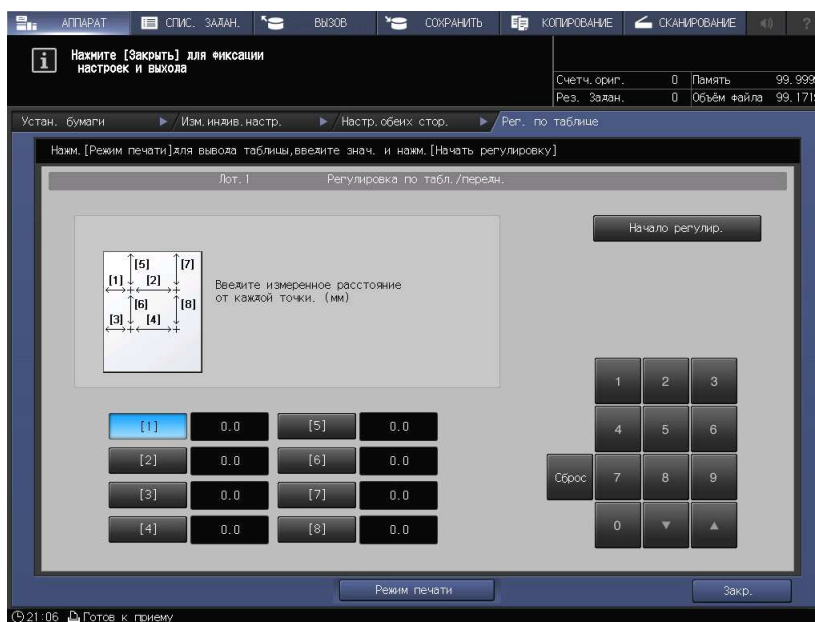 АППАРАТ
СПИС. ЗАДАН.
ВЫЗОВ
СОХРАНИТЬ
КОПИРОВАНИЕ
СКАНИРОВАНИЕ
?
Нажмите [Закрыть] для фиксации
настроек и выхода
Счетч. ориг. 0 Память 99.999
Рез. Задан. 0 Объём файла 99.171
Устан. бумаги
Изм.индив.настр.
Настр.обеих стор.
Рег. по таблице
Нажм.[Режим печати]для вывода таблицы,введите знач. и нажм.[Начать регулировку]
Лот.1 Регулировка по табл./передн.
Начало регулир.
[5] [7]
[1] [2]
[6] [8]
[3] [4]
Введите измеренное расстояние
от каждой точки. (мм)
1 2 3
4 5 6
Сброс 7 8 9
0
[1] 0.0 [5] 0.0
[2] 0.0 [6] 0.0
[3] 0.0 [7] 0.0
[4] 0.0 [8] 0.0
Режим печати
Закр.
21:06 Готов к приему